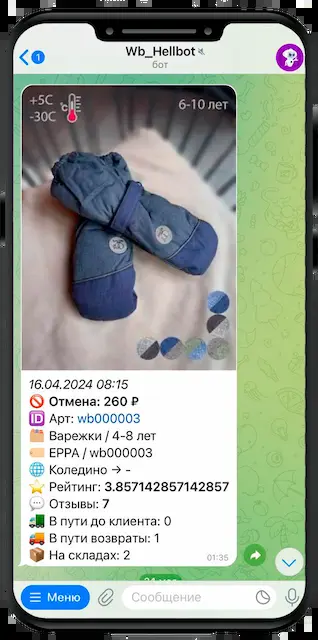 1
Wb_Hellbot
бот
+5C
-30C
°C
6-10 лет
16.04.2024 08:15
Отмена: 260 ₽
ID Арт: wb000003
Варежки / 4-8 лет
EPPA / wb000003
Коледино → -
Рейтинг: 3.857142857142857
Отзывы: 7
В пути до клиента: 0
В пути возвраты: 1
На складах: 2
01:35
Меню
Сообщение